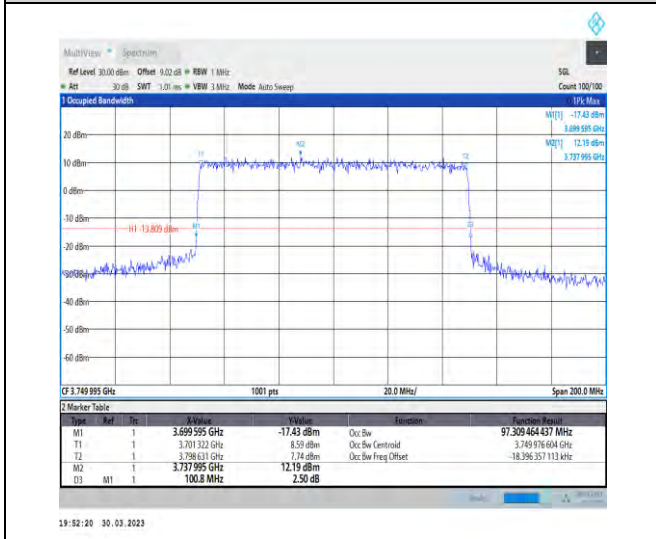 MultiView Spectrum
Ref Level 30.00 dBm Offset 9.02 dB RBW 1 MHz SGL
Att 30 dB SWT 1.01 ms VBW 3 MHz Mode Auto Sweep Count 100/100
1 Occupied Bandwidth 1Pk Max
M1[1] -17.43 dBm
3.699 595 GHz
M2[1] 12.19 dBm
3.737 995 GHz
20 dBm
M2
T1 T2
10 dBm
0 dBm
-10 dBm
H1 -13.809 dBm M1 D3
-20 dBm
-30 dBm
-40 dBm
-50 dBm
-60 dBm
CF 3.749 995 GHz 1001 pts 20.0 MHz/ Span 200.0 MHz
2 Marker Table
Type Ref Trc X-Value Y-Value Function Function Result
M1 1 3.699 595 GHz -17.43 dBm Occ Bw 97.309 464 437 MHz
T1 1 3.701 322 GHz 8.59 dBm Occ Bw Centroid 3.749 976 604 GHz
T2 1 3.798 631 GHz 7.74 dBm Occ Bw Freq Offset -18.396 357 113 kHz
M2 1 3.737 995 GHz 12.19 dBm
D3 M1 1 100.8 MHz 2.50 dB
19:52:20 30.03.2023